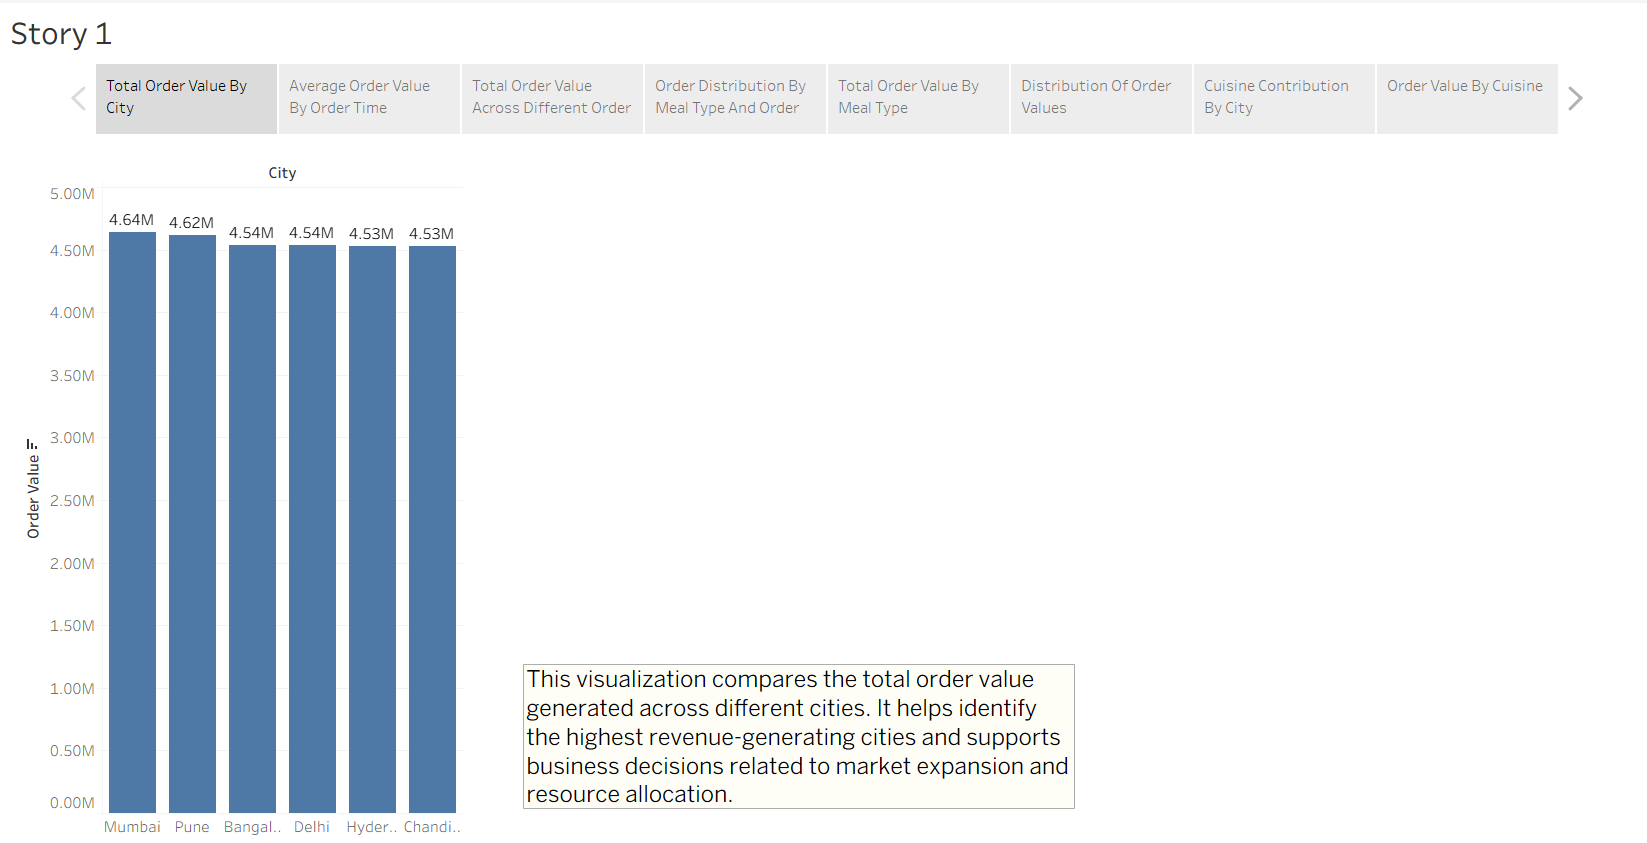 Story 1
Total Order Value By
City
Average Order Value
By Order Time
Total Order Value
Across Different Order
Order Distribution By
Meal Type And Order
Total Order Value By
Meal Type
Distribution Of Order
Values
Cuisine Contribution
By City
Order Value By Cuisine
City
Order Value
5.00M
4.50M
4.00M
3.50M
3.00M
2.50M
2.00M
1.50M
1.00M
0.50M
0.00M
4.64M
4.62M
4.54M
4.54M
4.53M
4.53M
Mumbai
Pune
Bangal..
Delhi
Hyder..
Chandi..
This visualization compares the total order value
generated across different cities. It helps identify
the highest revenue-generating cities and supports
business decisions related to market expansion and
resource allocation.